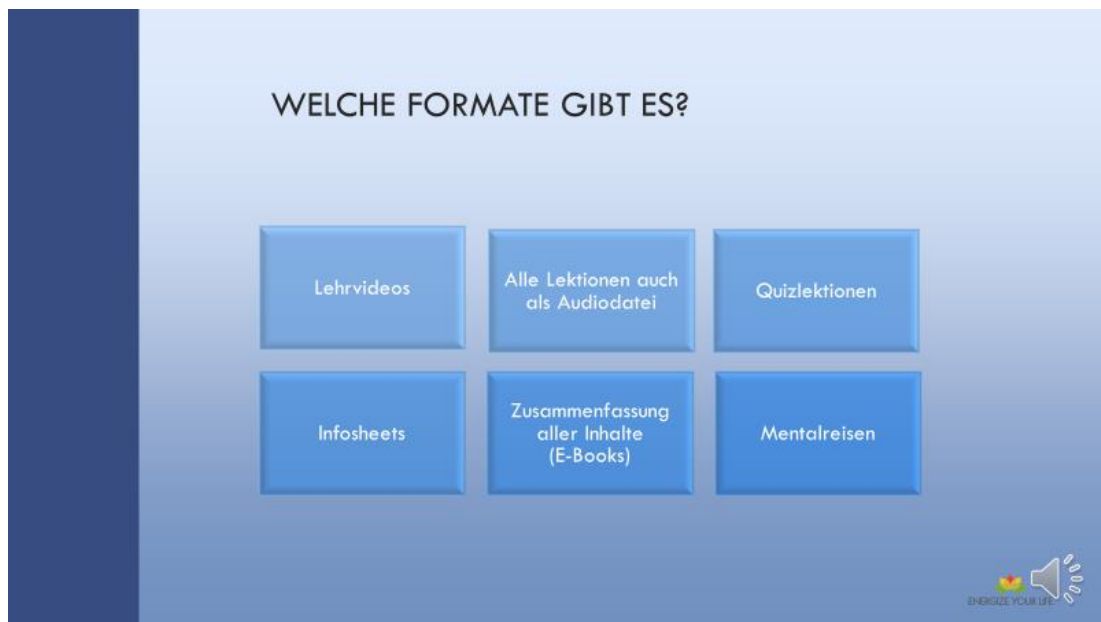 WELCHE FORMATE GIBT ES?
Lehrvideos
Alle Lektionen auch
als Audiodatei
Quizlektionen
Infosheets
Zusammenfassung
aller Inhalte
(E-Books)
Mentalreisen
ENERGIZE YOUR LIFE